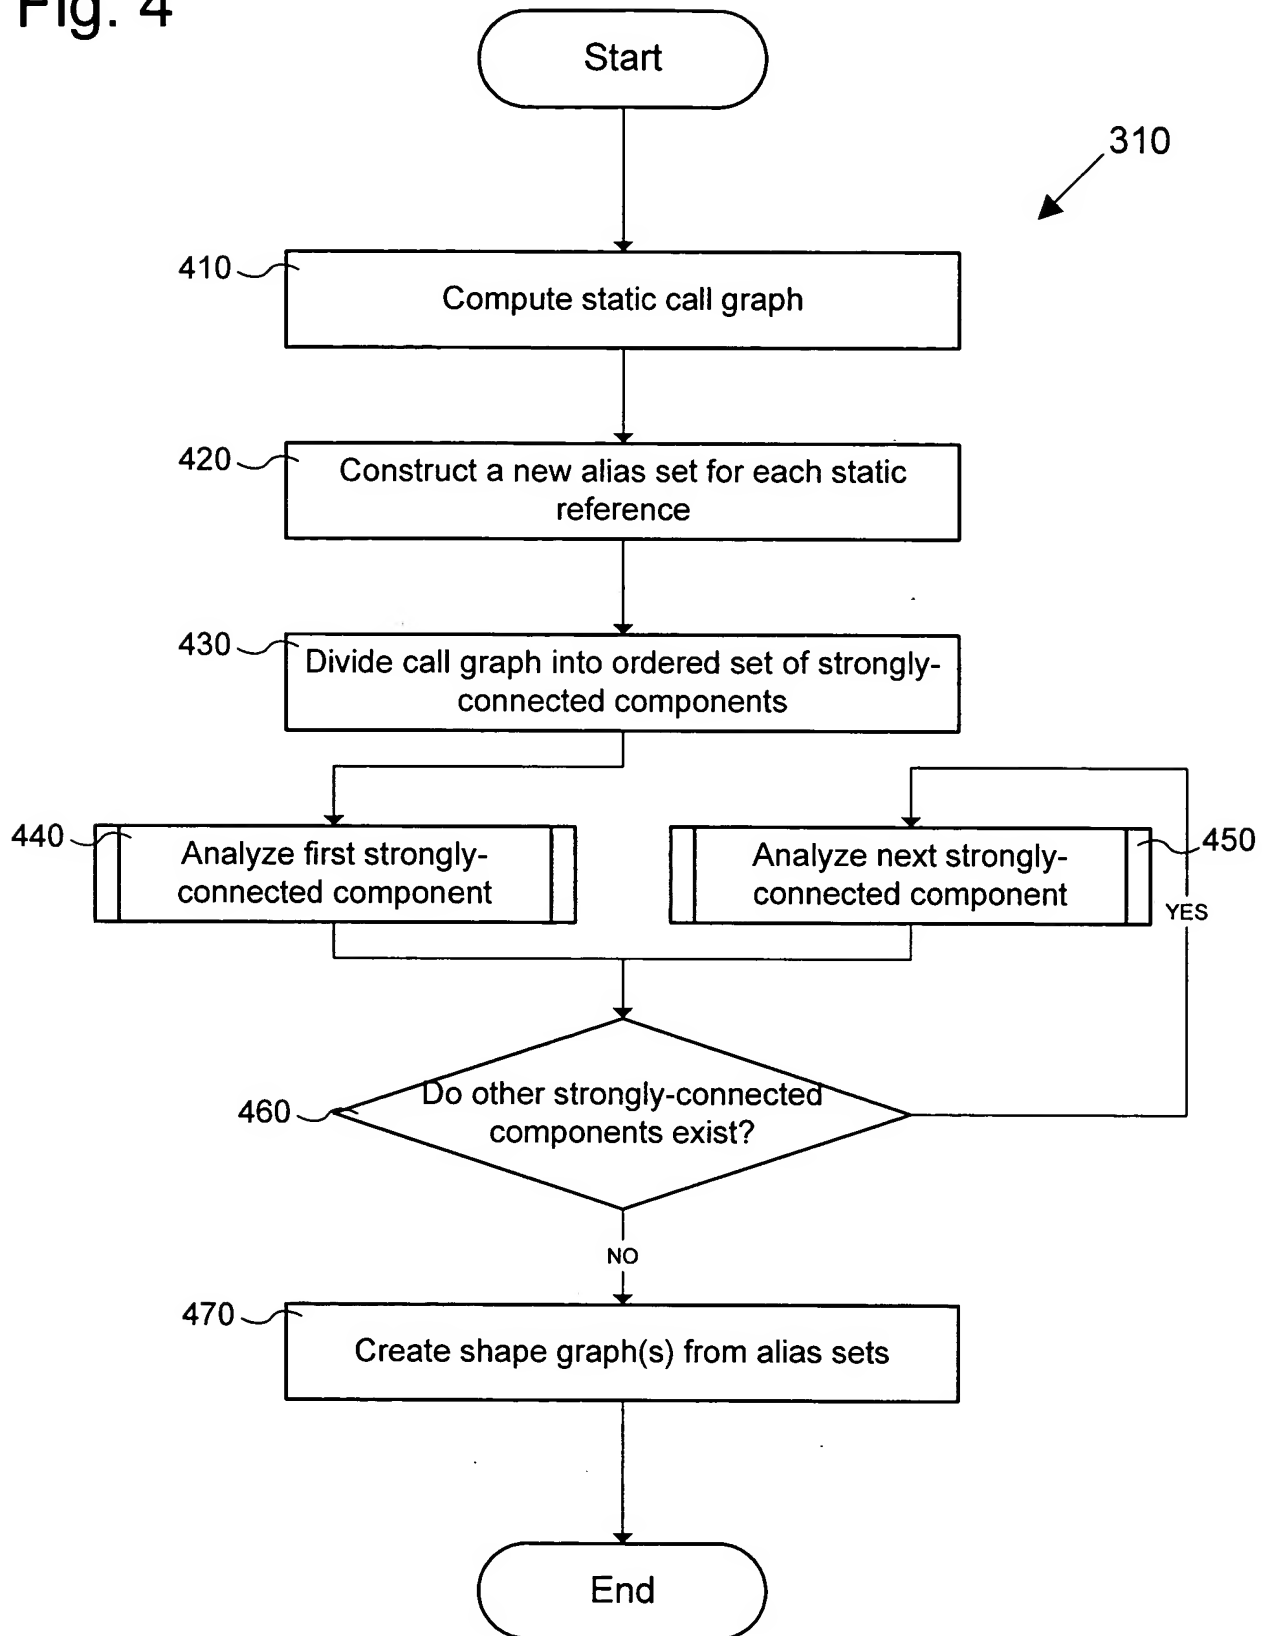 Fig. 4
Start
310
410
Compute static call graph
420
Construct a new alias set for each static
reference
430
Divide call graph into ordered set of strongly-
connected components
440
Analyze first strongly-
connected component
Analyze next strongly-
connected component
450
YES
460
Do other strongly-connected
components exist?
NO
470
Create shape graph(s) from alias sets
End